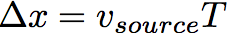 Δx = v_{source}T